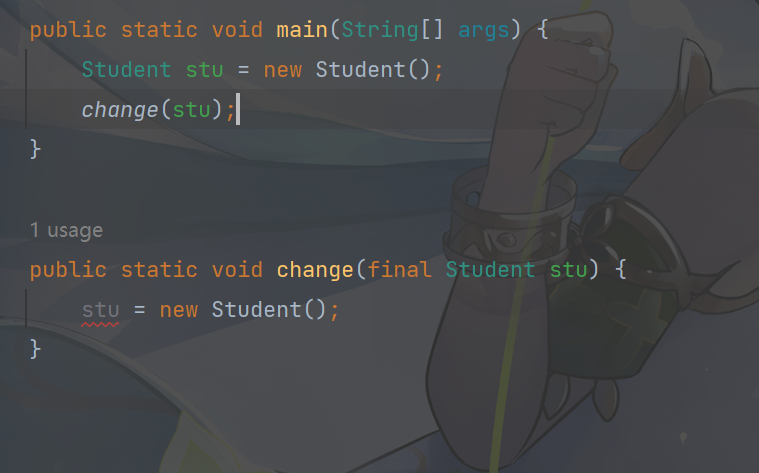 public static void main(String[] args) {
    Student stu = new Student();
    change(stu);
}
1 usage
public static void change(final Student stu) {
    stu = new Student();
}